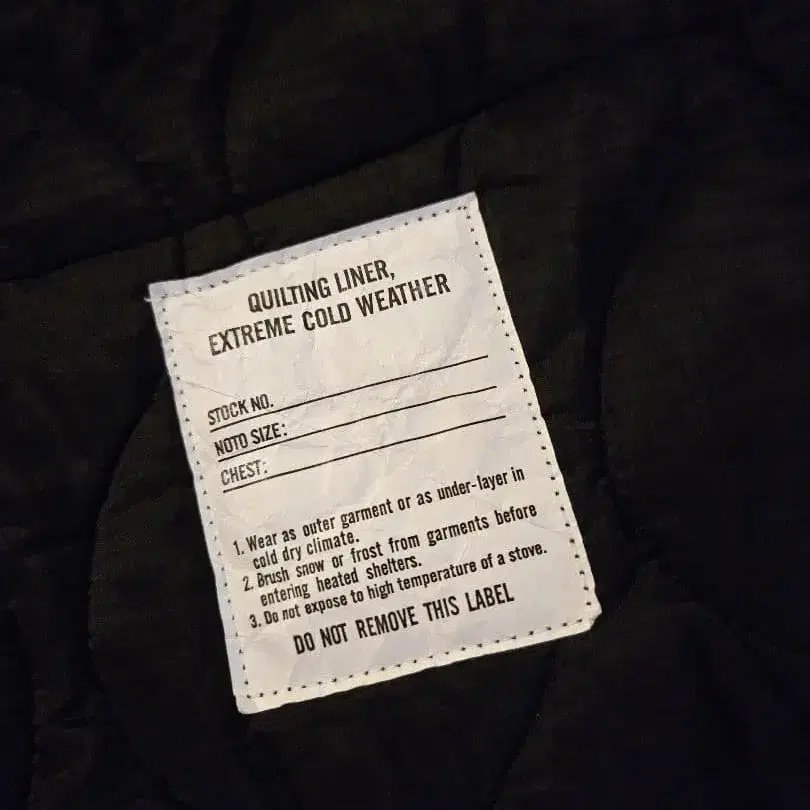 QUILTING LINER,
EXTREME COLD WEATHER
STOCK NO.
NOTO SIZE:
CHEST:
1. Wear as outer garment or as under-layer in
cold dry climate.
2. Brush snow or frost from garments before
entering heated shelters.
3. Do not expose to high temperature of a stove.
DO NOT REMOVE THIS LABEL